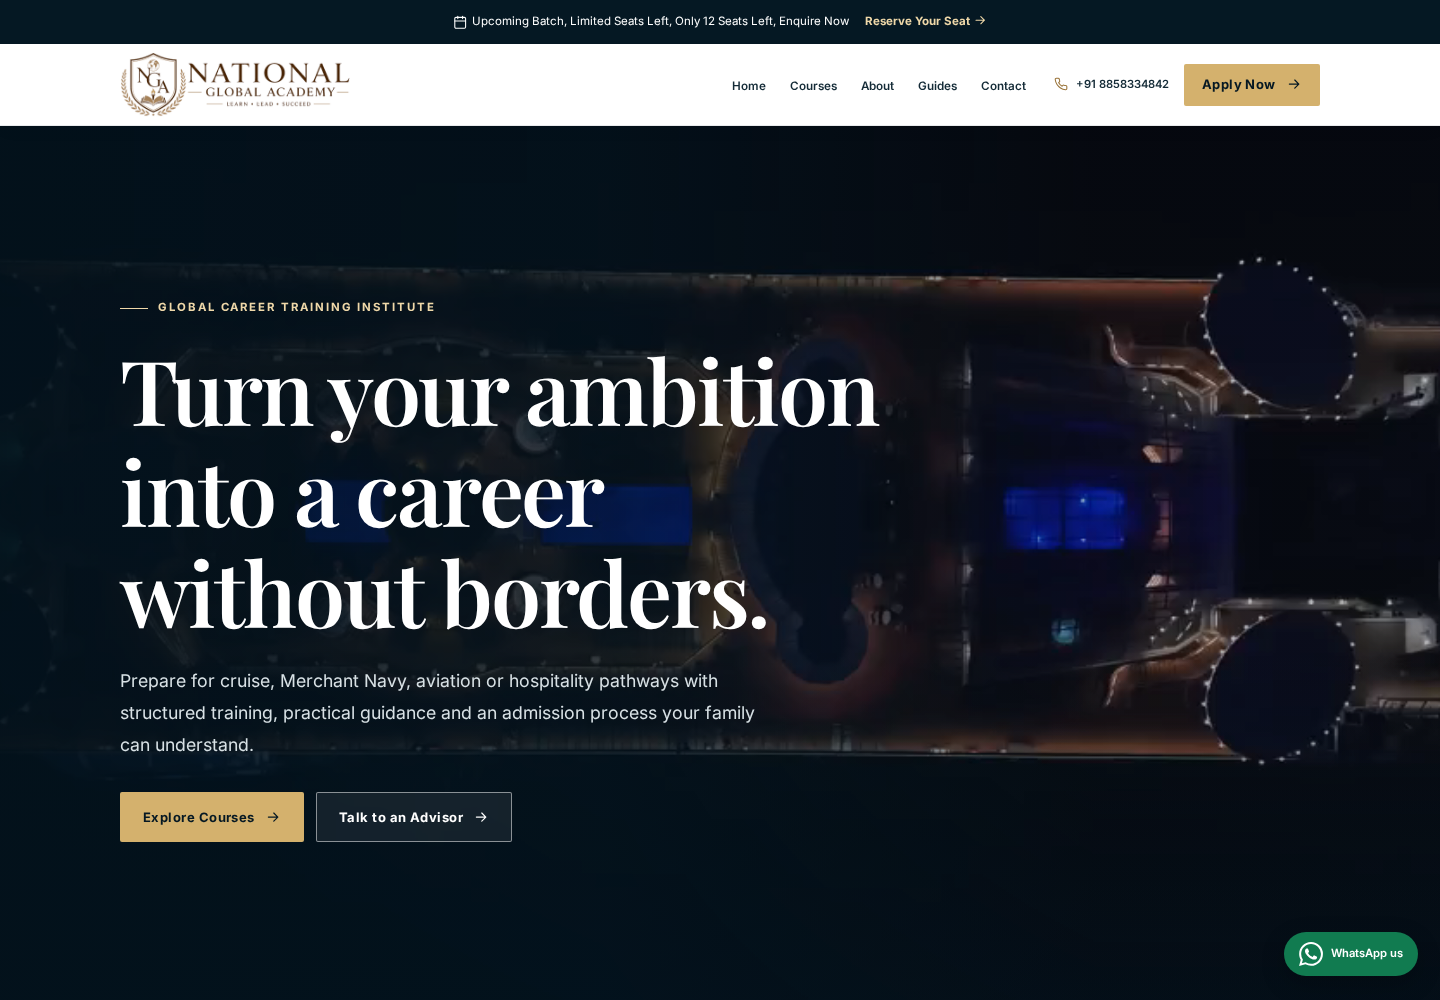 Upcoming Batch, Limited Seats Left, Only 12 Seats Left, Enquire Now Reserve Your Seat →
NGA
NATIONAL
GLOBAL ACADEMY
LEARN • LEAD • SUCCEED
Home Courses About Guides Contact +91 8858334842 Apply Now →
GLOBAL CAREER TRAINING INSTITUTE
Turn your ambition
into a career
without borders.
Prepare for cruise, Merchant Navy, aviation or hospitality pathways with
structured training, practical guidance and an admission process your family
can understand.
Explore Courses → Talk to an Advisor →
WhatsApp us